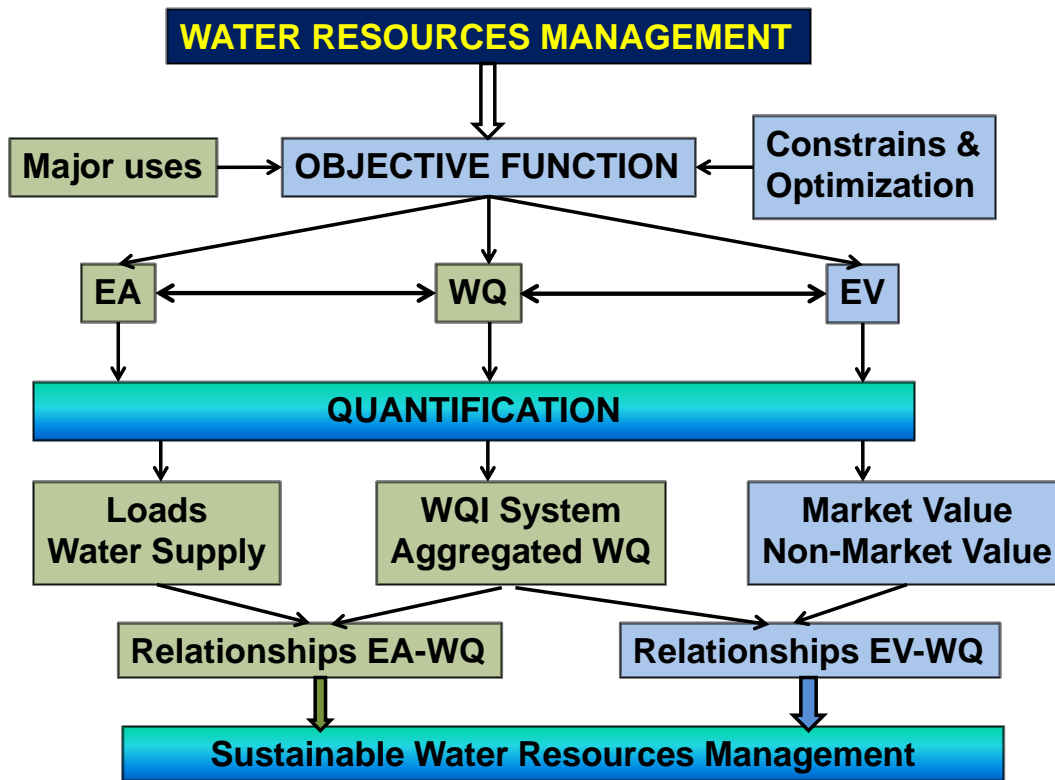 WATER RESOURCES MANAGEMENT
Major uses
OBJECTIVE FUNCTION
Constrains &
Optimization
EA
WQ
EV
QUANTIFICATION
Loads
Water Supply
WQI System
Aggregated WQ
Market Value
Non-Market Value
Relationships EA-WQ
Relationships EV-WQ
Sustainable Water Resources Management